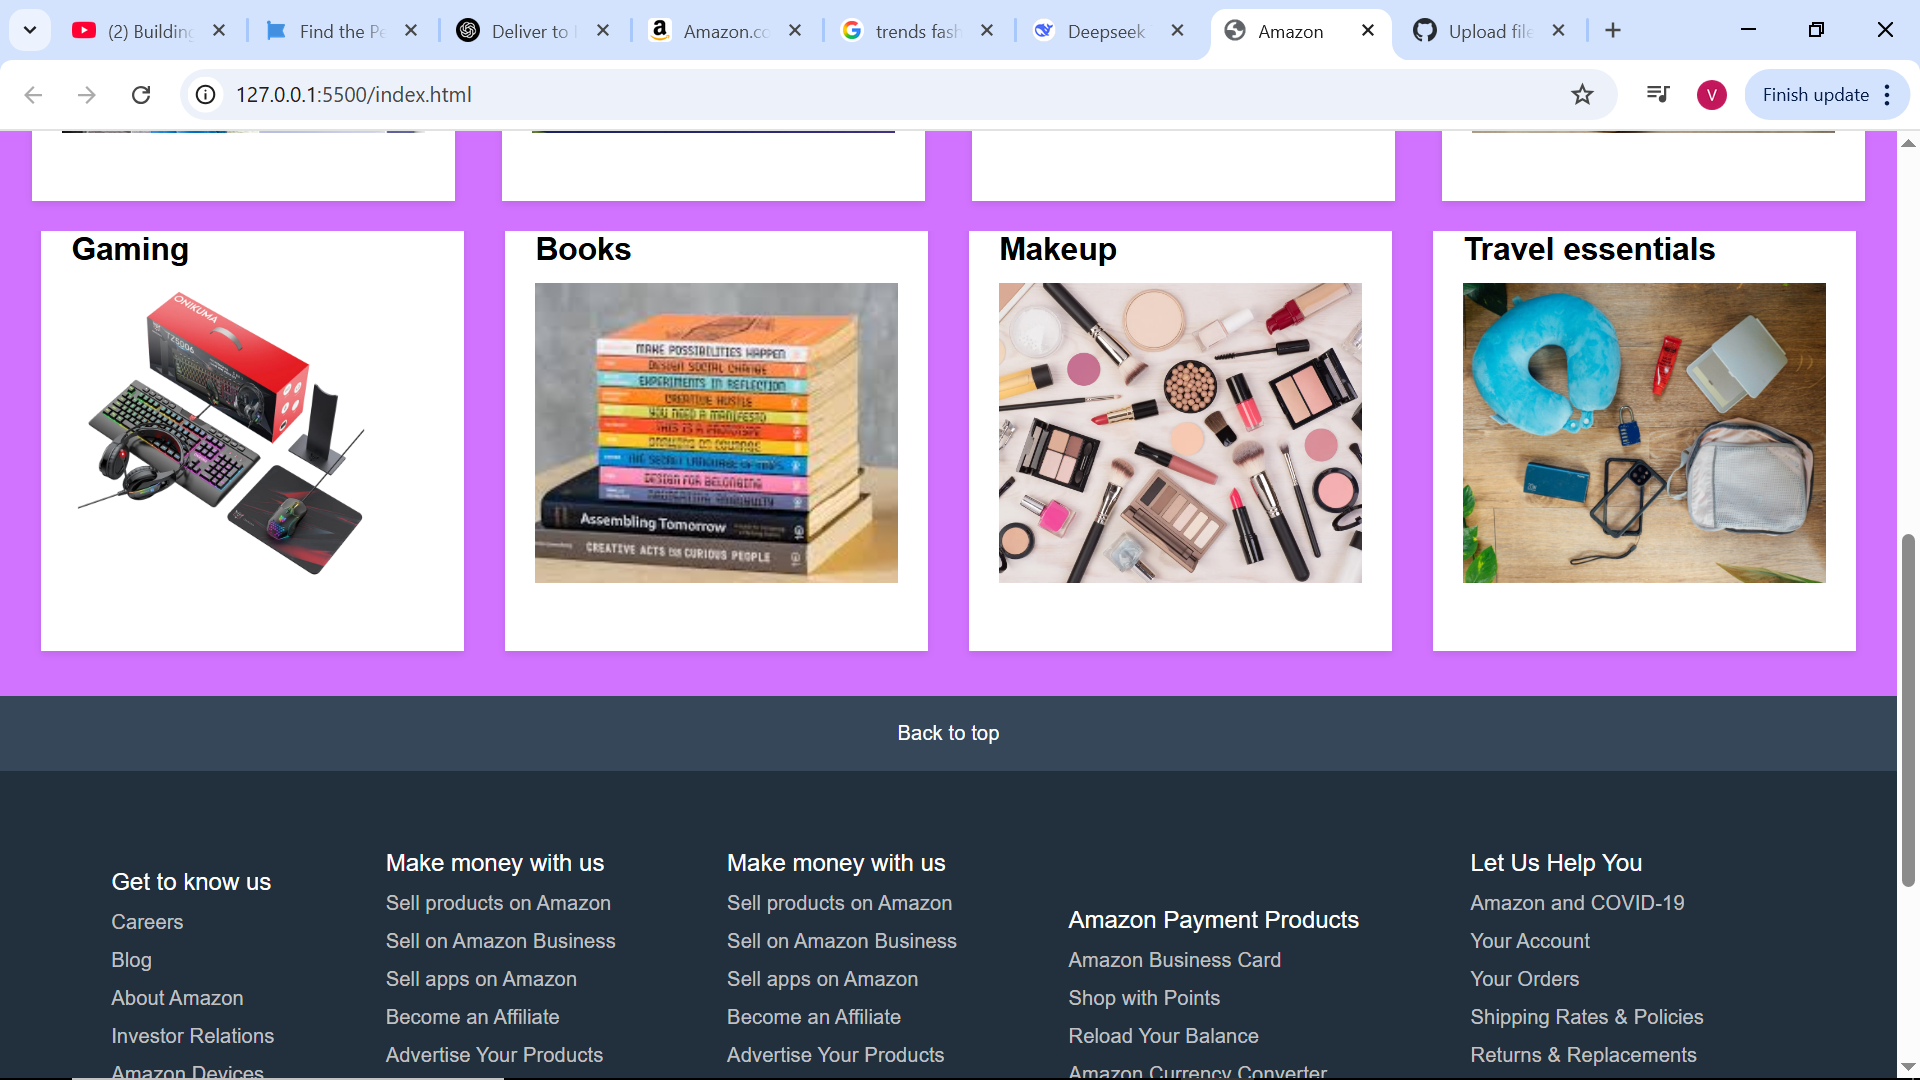 (2) Building
Find the Pe
Deliver to
Amazon.co
trends fash
Deepseek
Amazon
Upload file
127.0.0.1:5500/index.html
V
Finish update
Gaming
Books
Makeup
Travel essentials
ONIKUMA
MAKE POSSIBILITIES HAPPEN
DESIGN SOCIAL CHANGE
EXPERIMENTS IN REFLECTION
CREATIVE HUSTLE
YOU NEED A MANIFESTO
THIS IS A PROTOTYPE
DRAWING ON COURAGE
THE SECRET LANGUAGE OF MAPS
DESIGN FOR BELONGING
Assembling Tomorrow
CREATIVE ACTS FOR CURIOUS PEOPLE
Back to top
Get to know us
Careers
Blog
About Amazon
Investor Relations
Amazon Devices
Make money with us
Sell products on Amazon
Sell on Amazon Business
Sell apps on Amazon
Become an Affiliate
Advertise Your Products
Make money with us
Sell products on Amazon
Sell on Amazon Business
Sell apps on Amazon
Become an Affiliate
Advertise Your Products
Amazon Payment Products
Amazon Business Card
Shop with Points
Reload Your Balance
Amazon Currency Converter
Let Us Help You
Amazon and COVID-19
Your Account
Your Orders
Shipping Rates & Policies
Returns & Replacements